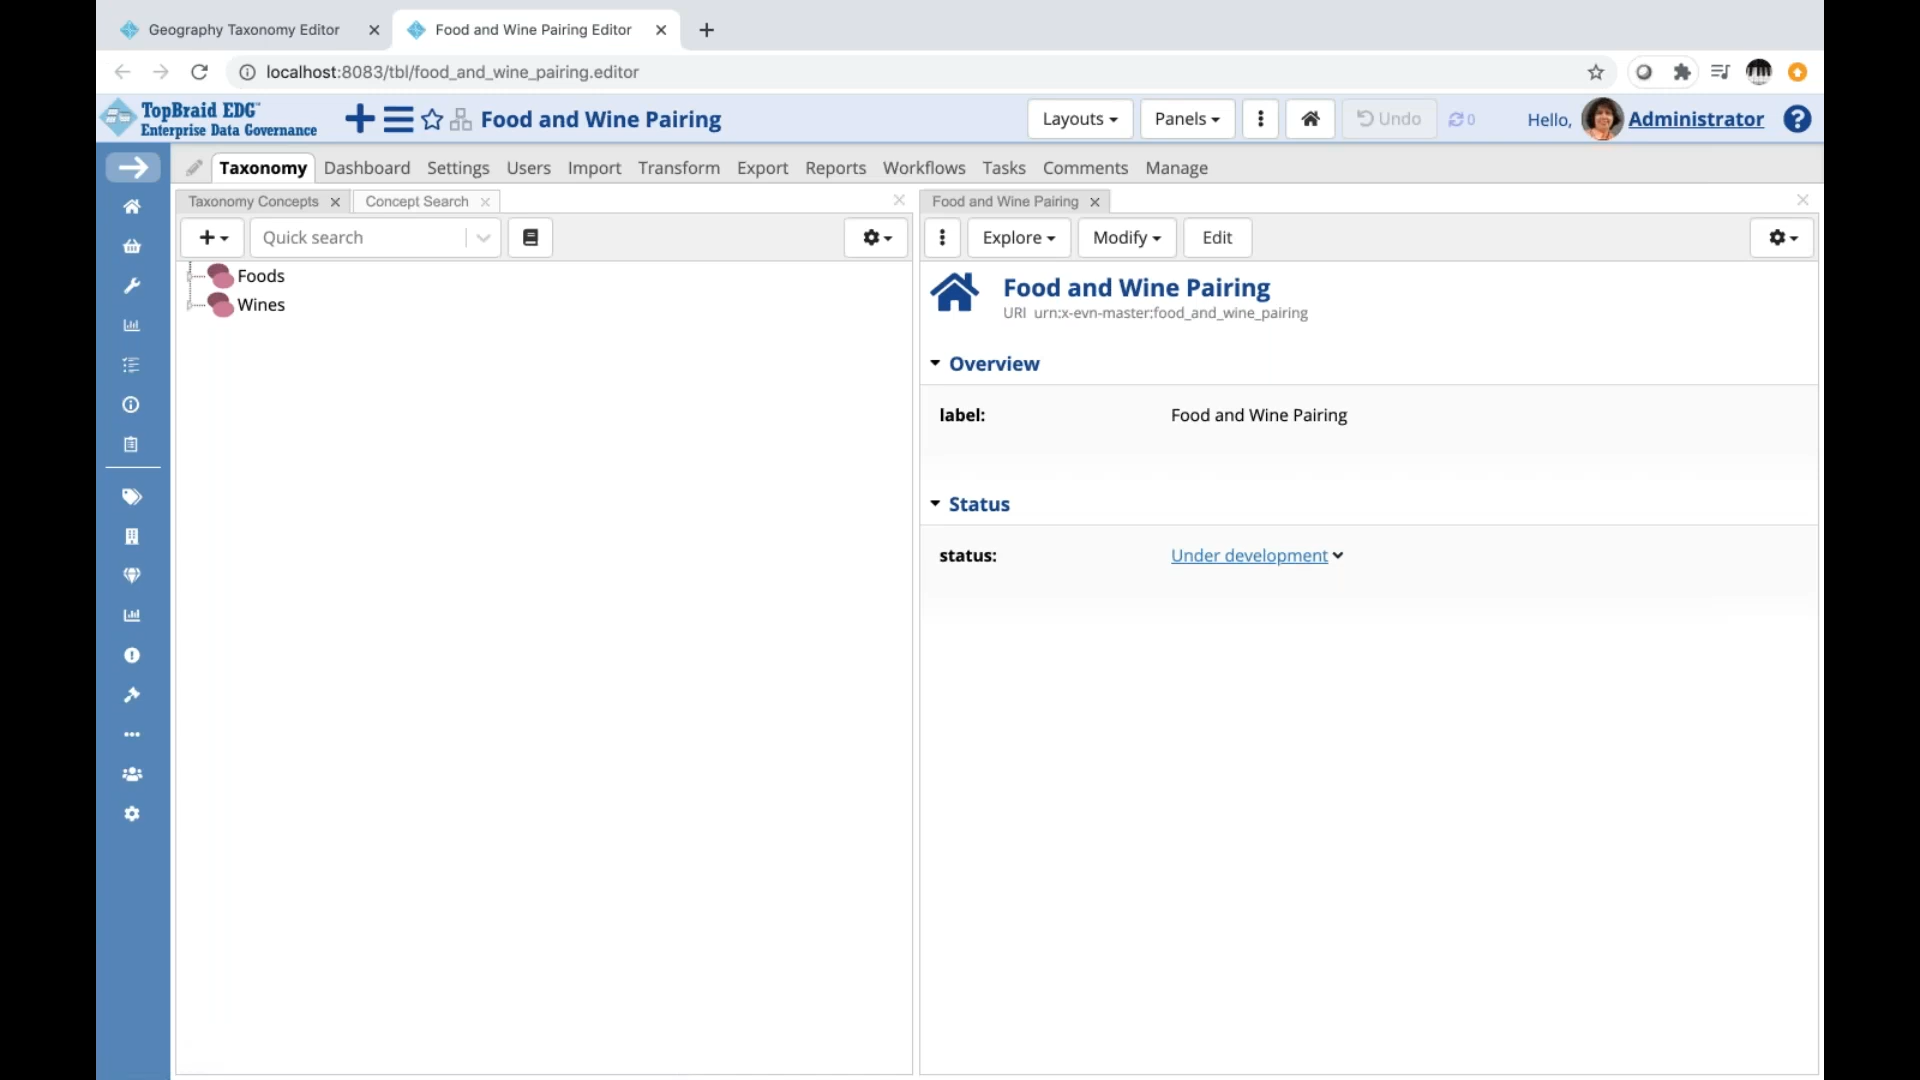 Geography Taxonomy Editor
Food and Wine Pairing Editor
localhost:8083/tbl/food_and_wine_pairing.editor
TopBraid EDC™
Enterprise Data Governance
Food and Wine Pairing
Layouts
Panels
Undo
0
Hello,
Administrator
?
Taxonomy
Dashboard
Settings
Users
Import
Transform
Export
Reports
Workflows
Tasks
Comments
Manage
Taxonomy Concepts
Concept Search
Food and Wine Pairing
Quick search
Explore
Modify
Edit
Foods
Wines
Food and Wine Pairing
URI urn:x-evn-master:food_and_wine_pairing
Overview
label: Food and Wine Pairing
Status
status: Under development